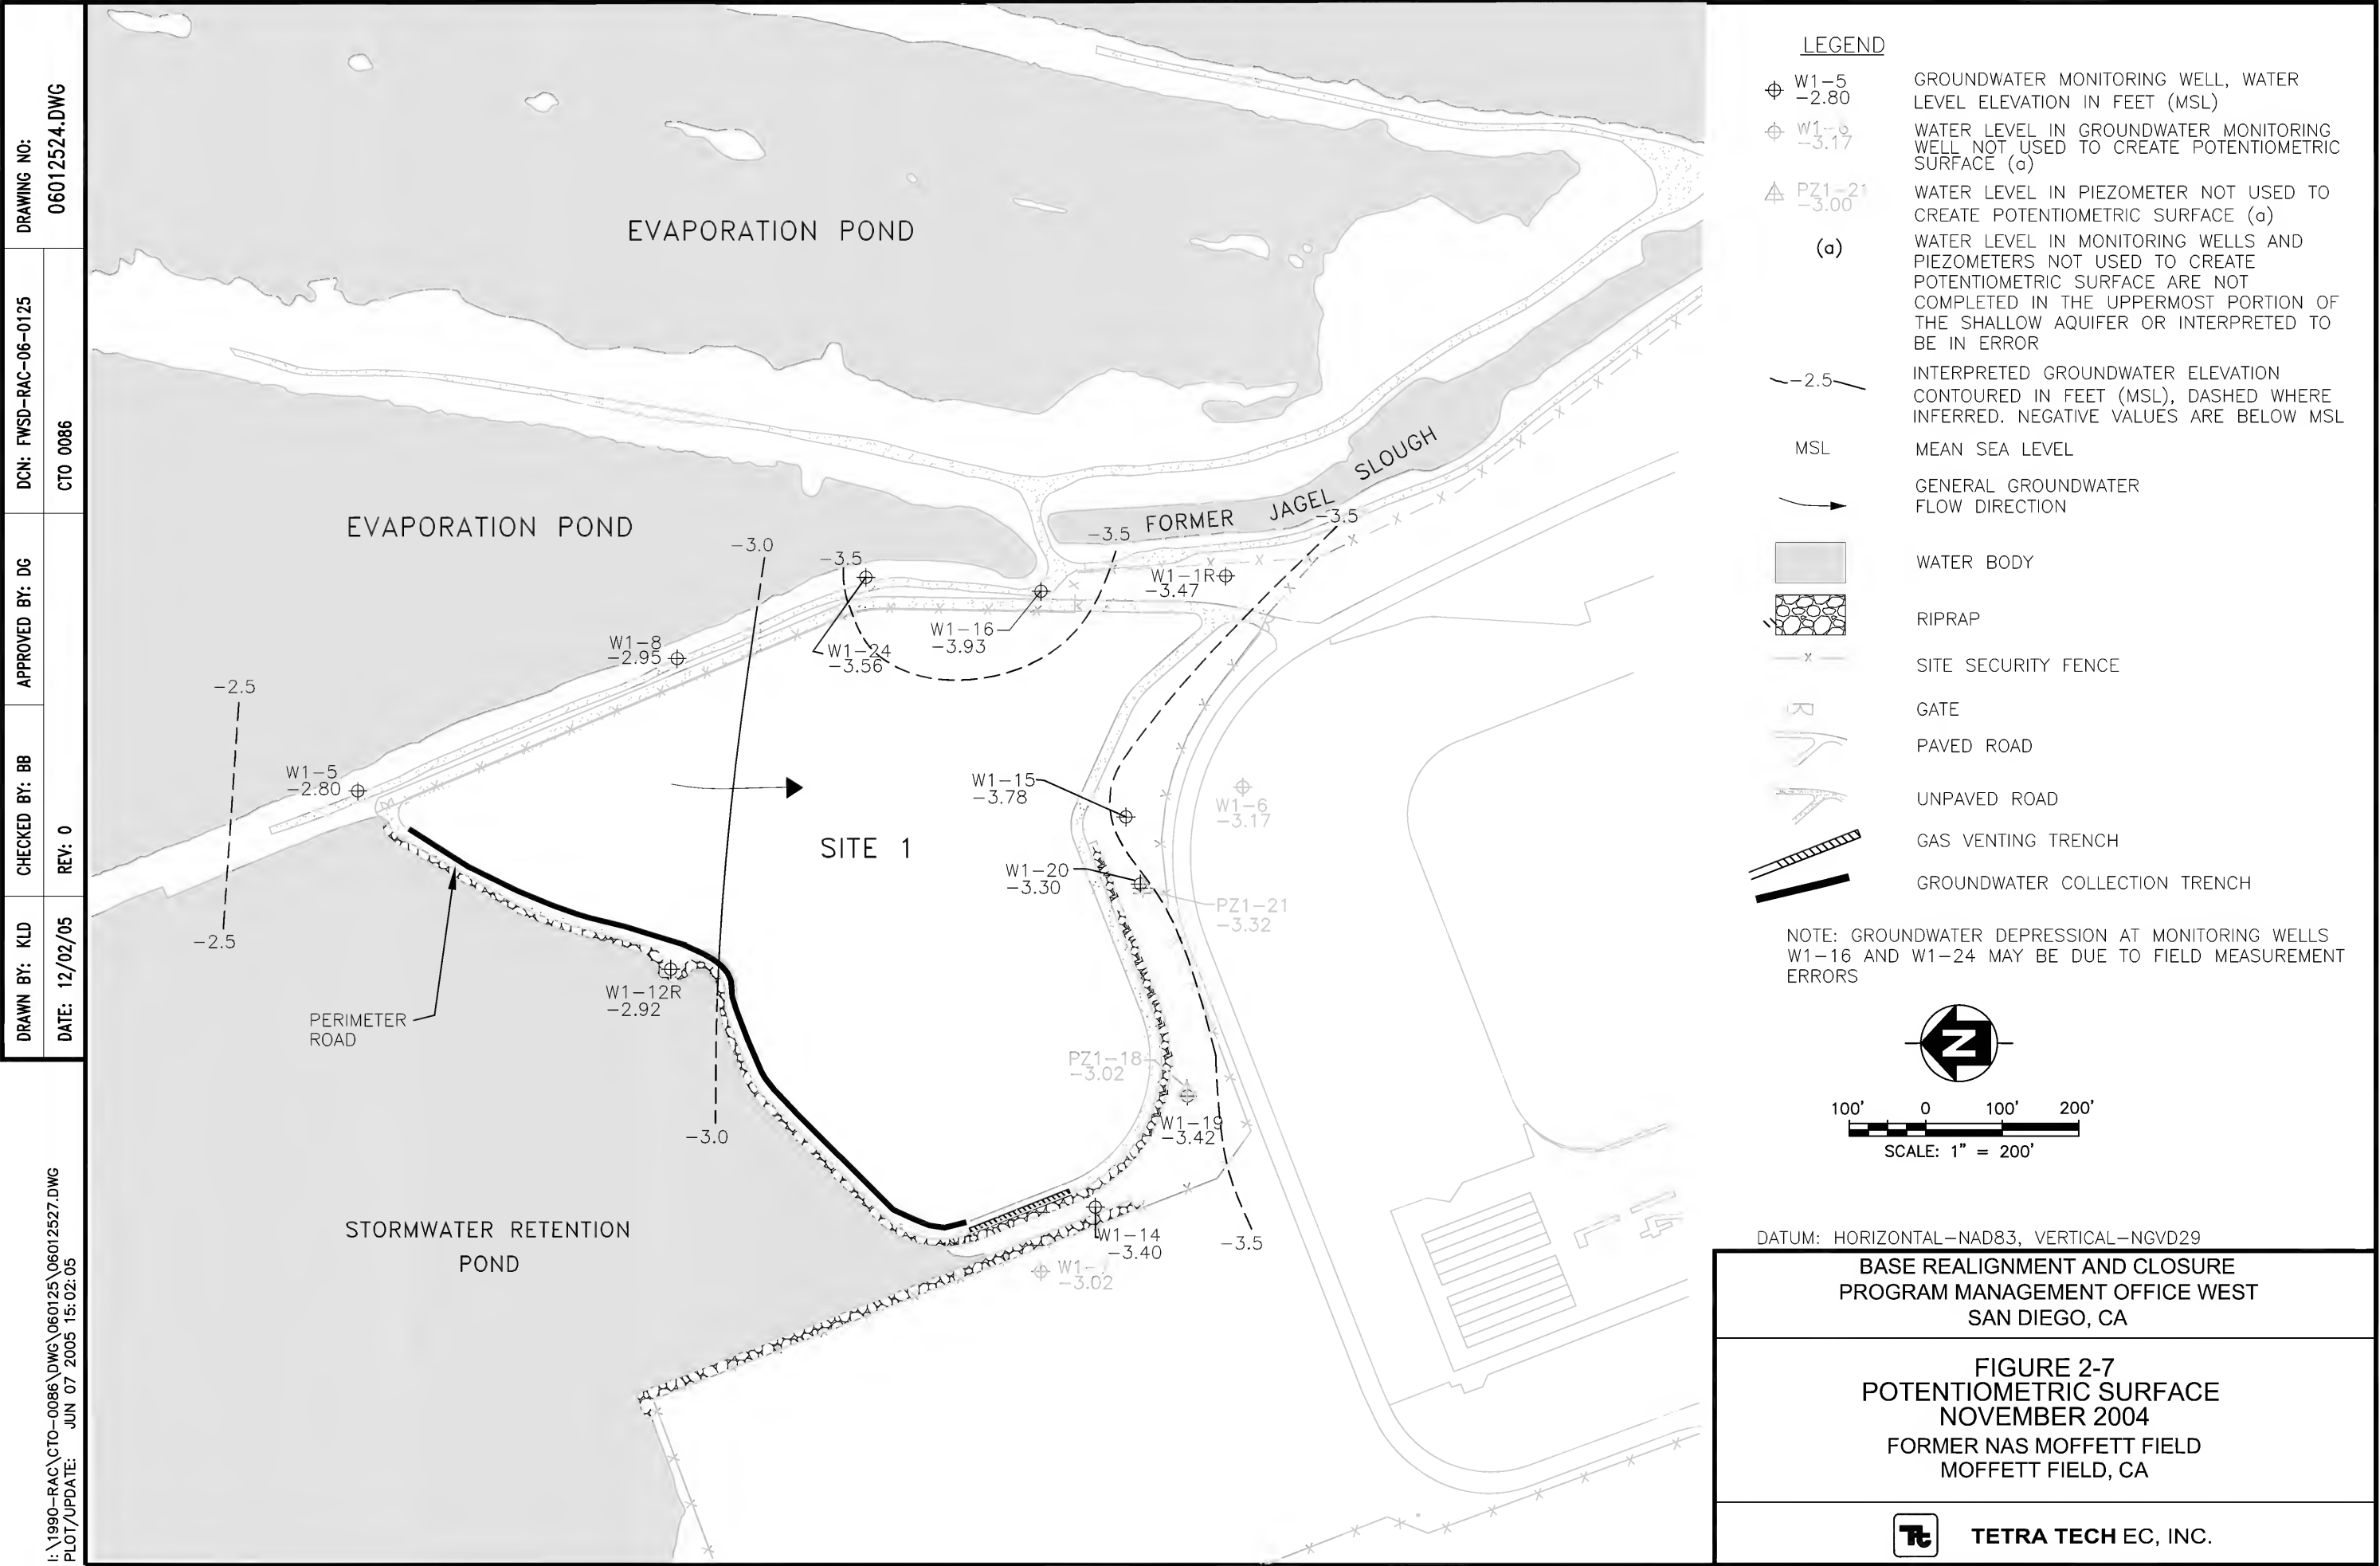 DRAWING NO:
06012524.DWG
DCN: FWSD-RAC-06-0125
CTO 0086
APPROVED BY: DG
CHECKED BY: BB
REV: 0
DRAWN BY: KLD
DATE: 12/02/05
I:\1990-RAC\CTO-0086\DWG\060125\06012527.DWG
PLOT/UPDATE: JUN 07 2005 15:02:05
EVAPORATION POND
EVAPORATION POND
FORMER JAGEL SLOUGH
-3.0
-3.5
-3.5
-3.5
W1-1R
-3.47
W1-16
-3.93
W1-24
-3.56
W1-8
-2.95
-2.5
W1-5
-2.80
W1-15
-3.78
W1-6
-3.17
SITE 1
W1-20
-3.30
PZ1-21
-3.32
-2.5
W1-12R
-2.92
PERIMETER
ROAD
PZ1-18
-3.02
W1-19
-3.42
-3.0
STORMWATER RETENTION
POND
W1-14
-3.40
-3.5
W1-
-3.02
LEGEND
W1-5
-2.80
GROUNDWATER MONITORING WELL, WATER
LEVEL ELEVATION IN FEET (MSL)
W1-6
-3.17
WATER LEVEL IN GROUNDWATER MONITORING
WELL NOT USED TO CREATE POTENTIOMETRIC
SURFACE (a)
PZ1-21
-3.00
WATER LEVEL IN PIEZOMETER NOT USED TO
CREATE POTENTIOMETRIC SURFACE (a)
(a)
WATER LEVEL IN MONITORING WELLS AND
PIEZOMETERS NOT USED TO CREATE
POTENTIOMETRIC SURFACE ARE NOT
COMPLETED IN THE UPPERMOST PORTION OF
THE SHALLOW AQUIFER OR INTERPRETED TO
BE IN ERROR
-2.5
INTERPRETED GROUNDWATER ELEVATION
CONTOURED IN FEET (MSL), DASHED WHERE
INFERRED. NEGATIVE VALUES ARE BELOW MSL
MSL
MEAN SEA LEVEL
GENERAL GROUNDWATER
FLOW DIRECTION
WATER BODY
RIPRAP
SITE SECURITY FENCE
GATE
PAVED ROAD
UNPAVED ROAD
GAS VENTING TRENCH
GROUNDWATER COLLECTION TRENCH
NOTE: GROUNDWATER DEPRESSION AT MONITORING WELLS
W1-16 AND W1-24 MAY BE DUE TO FIELD MEASUREMENT
ERRORS
N
100' 0 100' 200'
SCALE: 1" = 200'
DATUM: HORIZONTAL-NAD83, VERTICAL-NGVD29
BASE REALIGNMENT AND CLOSURE
PROGRAM MANAGEMENT OFFICE WEST
SAN DIEGO, CA
FIGURE 2-7
POTENTIOMETRIC SURFACE
NOVEMBER 2004
FORMER NAS MOFFETT FIELD
MOFFETT FIELD, CA
TETRA TECH EC, INC.